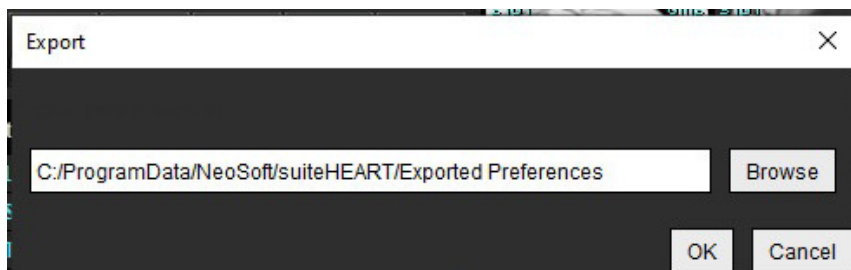 Export
C:/ProgramData/NeoSoft/suiteHEART/Exported Preferences
Browse
OK
Cancel